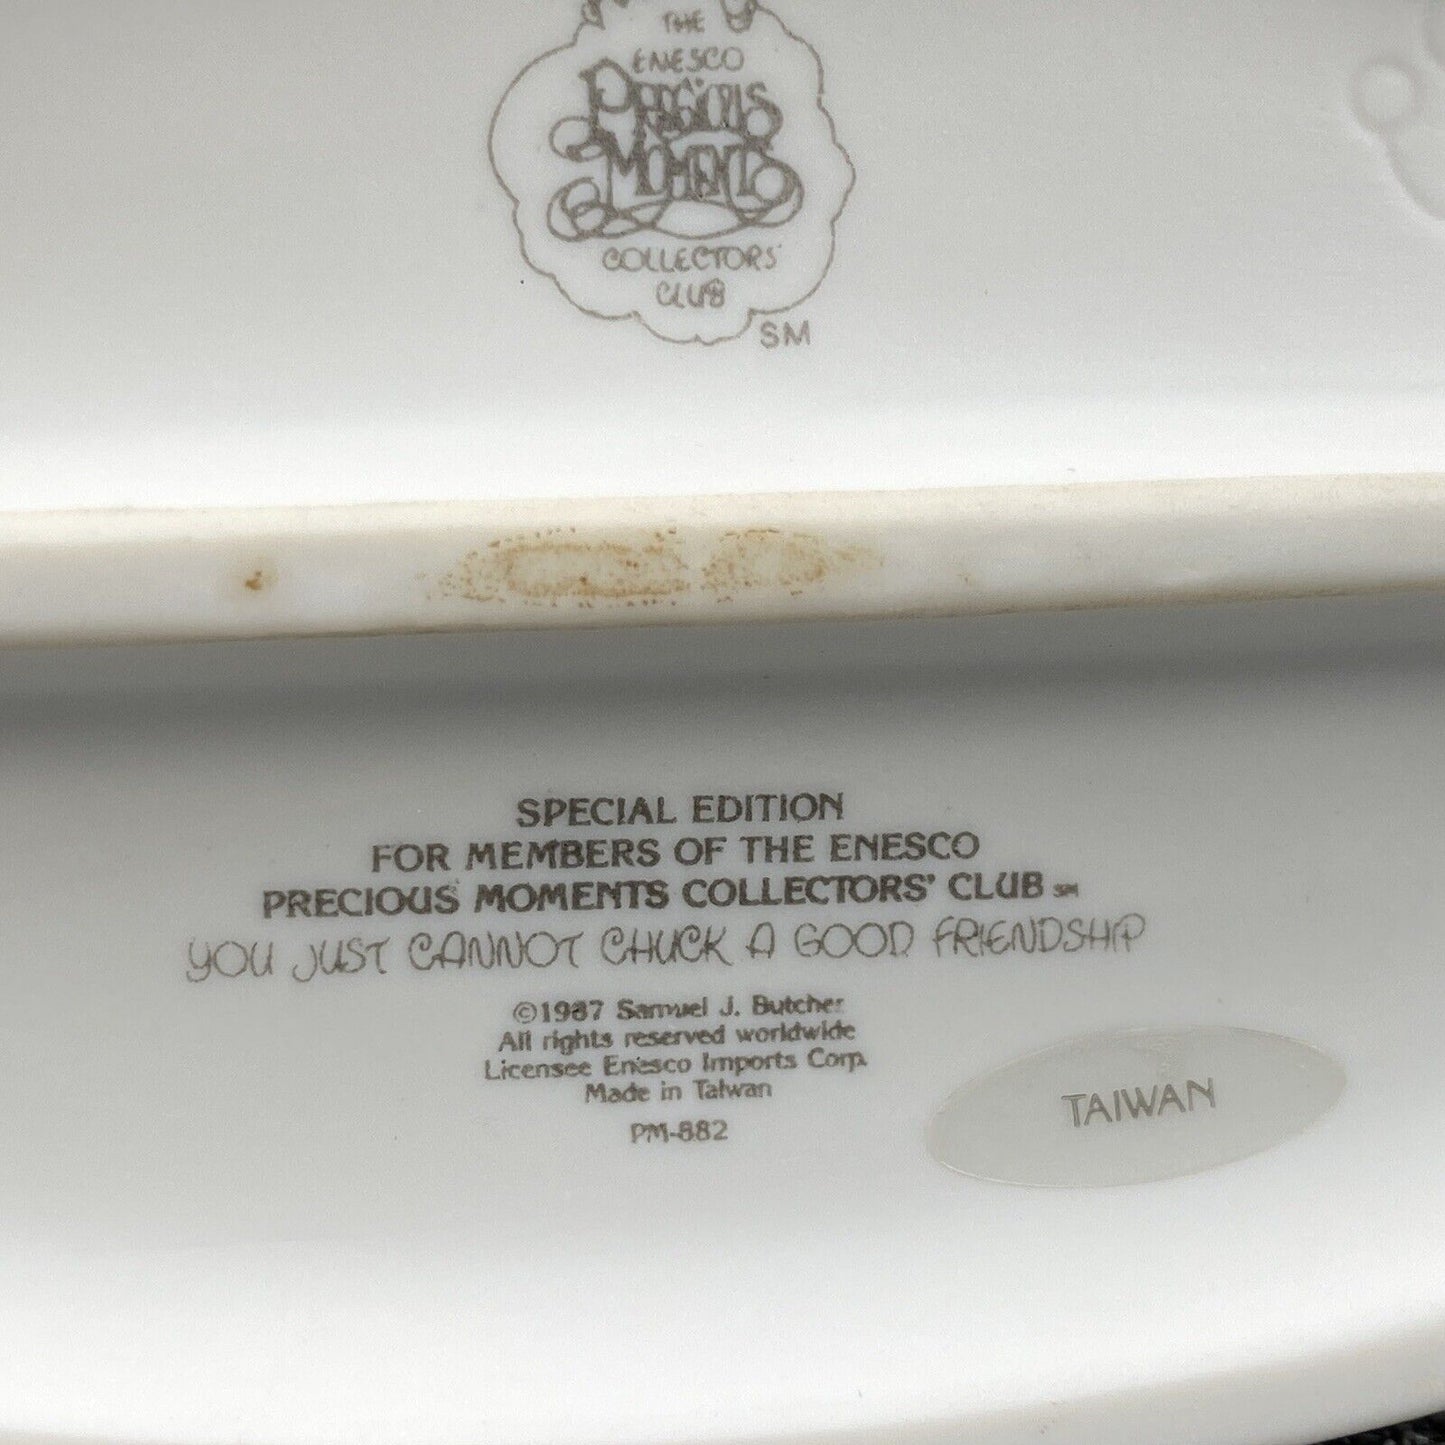 THE
ENESCO
PRECIOUS
MOMENTS
COLLECTORS'
CLUB
SM
SPECIAL EDITION
FOR MEMBERS OF THE ENESCO
PRECIOUS MOMENTS COLLECTORS' CLUB SM
YOU JUST CANNOT CHUCK A GOOD FRIENDSHIP
©1987 Samuel J. Butcher
All rights reserved worldwide
Licensee Enesco Imports Corp.
Made in Taiwan
PM-882
TAIWAN